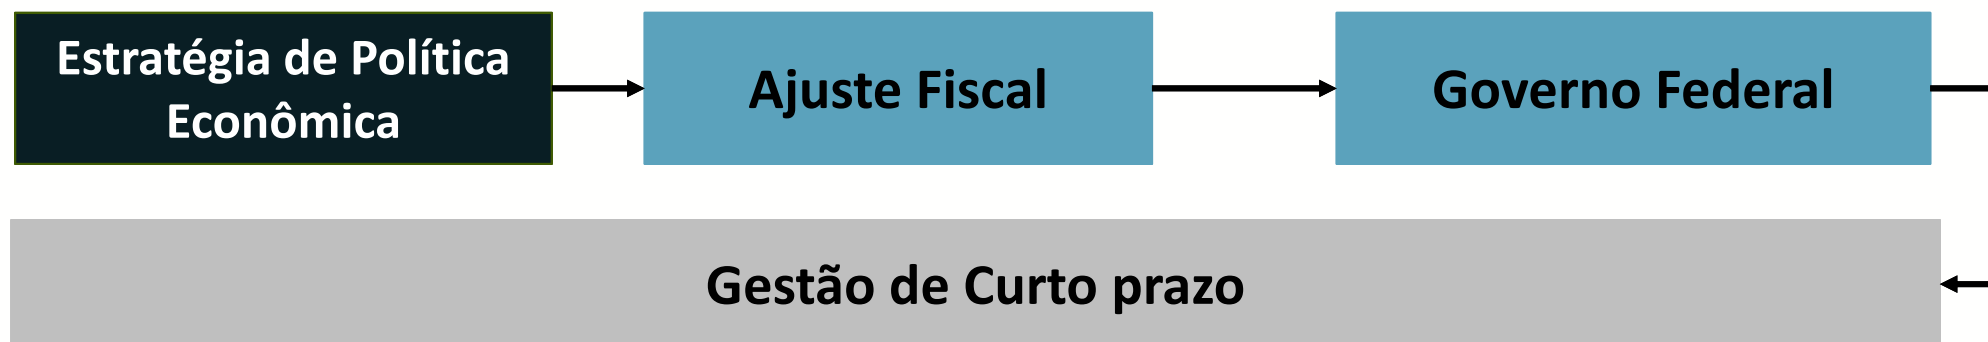 Estratégia de Política
Econômica
Ajuste Fiscal
Governo Federal
Gestão de Curto prazo